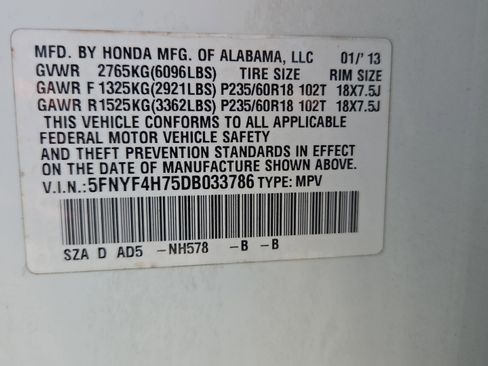 MFD. BY HONDA MFG. OF ALABAMA, LLC 01/'13
GVWR 2765KG(6096LBS) TIRE SIZE RIM SIZE
GAWR F 1325KG(2921LBS) P235/60R18 102T 18X7.5J
GAWR R 1525KG(3362LBS) P235/60R18 102T 18X7.5J
THIS VEHICLE CONFORMS TO ALL APPLICABLE
FEDERAL MOTOR VEHICLE SAFETY
AND THEFT PREVENTION STANDARDS IN EFFECT
ON THE DATE OF MANUFACTURE SHOWN ABOVE.
V.I.N.:5FNYF4H75DB033786 TYPE: MPV
SZA D AD5 -NH578 -B -B